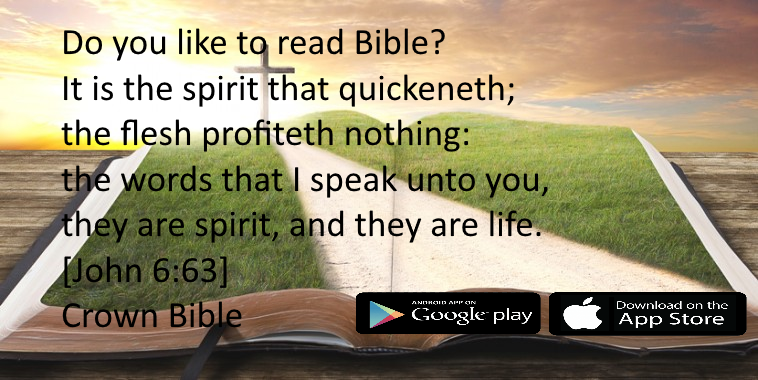 Do you like to read Bible?
It is the spirit that quickeneth;
the flesh profiteth nothing:
the words that I speak unto you,
they are spirit, and they are life.
[John 6:63]
Crown Bible
ANDROID APP ON
Google play
Download on the
App Store